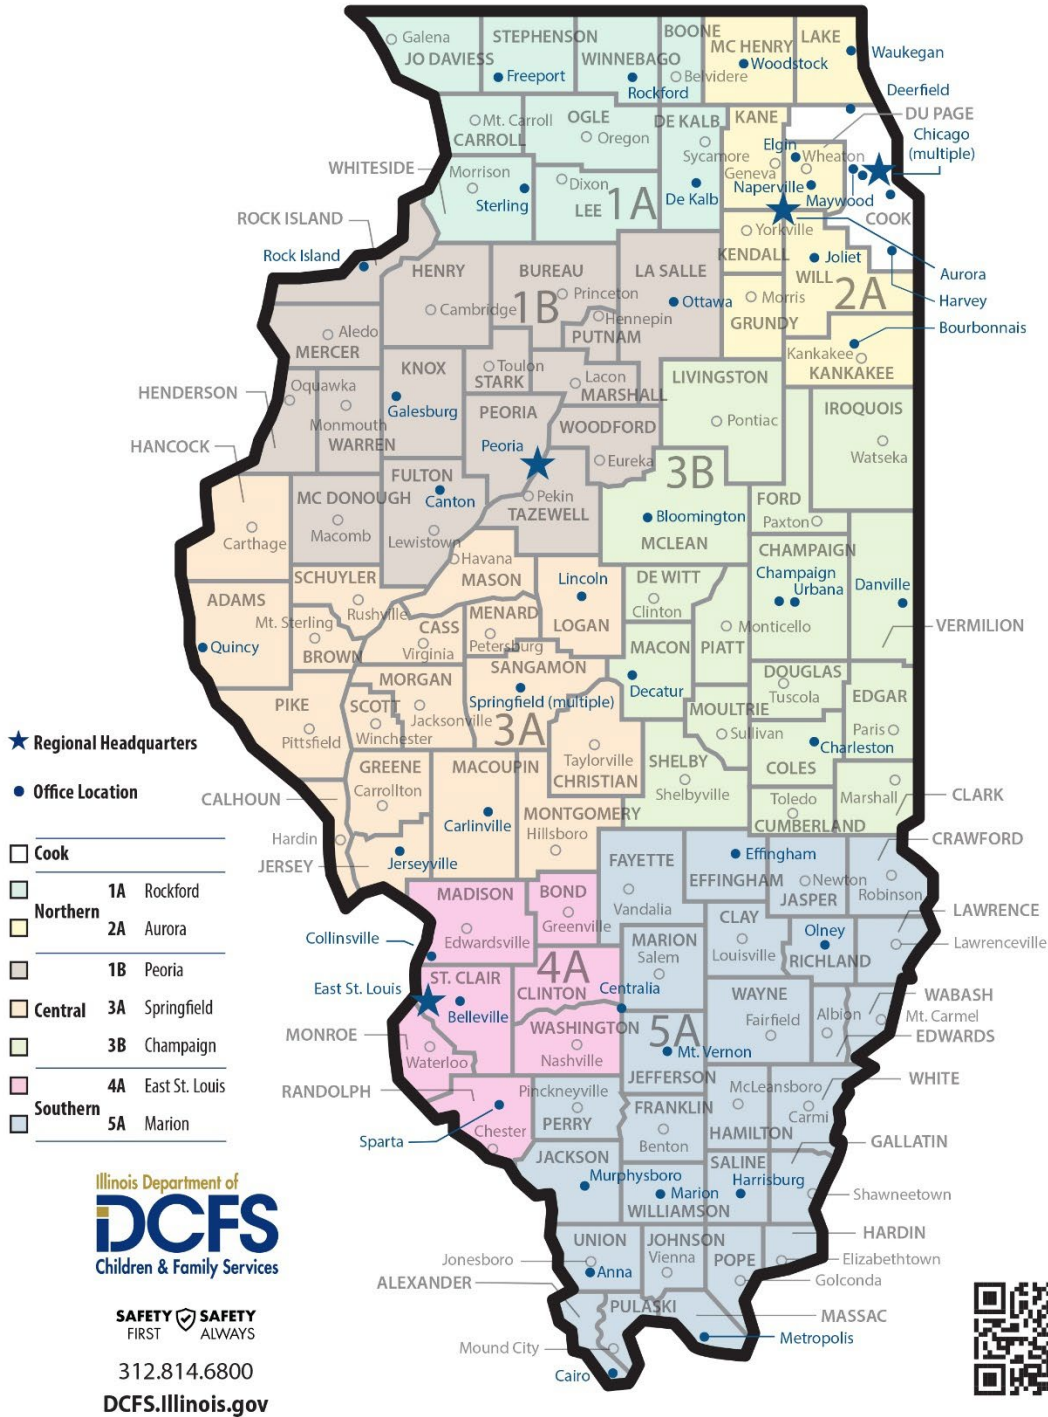 STEPHENSON
BOONE
LAKE
Galena
JO DAVIESS
WINNEBAGO
MC HENRY
Waukegan
Freeport
Rockford
Belvidere
Woodstock
Deerfield
OGLE
DE KALB
KANE
DU PAGE
Mt. Carroll
CARROLL
Oregon
Elgin
Wheaton
Chicago
(multiple)
WHITESIDE
Morrison
Sycamore
Geneva
Dixon
Naperville
Sterling
LEE
1A
De Kalb
Maywood
COOK
ROCK ISLAND
Yorkville
Rock Island
HENRY
BUREAU
LA SALLE
KENDALL
Joliet
Aurora
WILL
2A
Princeton
Ottawa
Morris
Harvey
1B
Cambridge
Hennepin
GRUNDY
Bourbonnais
PUTNAM
Aledo
MERCER
Kankakee
KNOX
Toulon
STARK
Lacon
LIVINGSTON
KANKAKEE
HENDERSON
Oquawka
MARSHALL
Galesburg
PEORIA
IROQUOIS
Monmouth
WARREN
WOODFORD
Pontiac
HANCOCK
Peoria
Eureka
Watseka
FULTON
3B
MC DONOUGH
Canton
Pekin
FORD
TAZEWELL
Bloomington
Paxton
Carthage
Macomb
Lewistown
MCLEAN
Havana
CHAMPAIGN
SCHUYLER
MASON
Lincoln
DE WITT
Champaign
Urbana
Danville
ADAMS
Rushville
MENARD
Clinton
Mt. Sterling
CASS
LOGAN
Monticello
VERMILION
Quincy
BROWN
Virginia
Petersburg
MACON
PIATT
SANGAMON
MORGAN
Springfield (multiple)
Decatur
DOUGLAS
Tuscola
EDGAR
PIKE
SCOTT
Jacksonville
MOULTRIE
Pittsfield
Winchester
3A
Sullivan
Paris
Charleston
Taylorville
GREENE
MACOUPIN
CHRISTIAN
SHELBY
COLES
Carrollton
Shelbyville
Toledo
Marshall
CLARK
CALHOUN
MONTGOMERY
Carlinville
Hillsboro
CUMBERLAND
Hardin
CRAWFORD
JERSEY
Jerseyville
FAYETTE
Effingham
MADISON
BOND
EFFINGHAM
Newton
Robinson
JASPER
Vandalia
Greenville
CLAY
LAWRENCE
Collinsville
Edwardsville
MARION
Olney
Salem
Louisville
RICHLAND
Lawrenceville
ST. CLAIR
4A
East St. Louis
CLINTON
Centralia
WAYNE
WABASH
Belleville
WASHINGTON
Fairfield
Albion
Mt. Carmel
MONROE
5A
EDWARDS
Waterloo
Nashville
Mt. Vernon
JEFFERSON
RANDOLPH
Pinckneyville
McLeansboro
WHITE
FRANKLIN
Carmi
Sparta
PERRY
Chester
Benton
HAMILTON
GALLATIN
JACKSON
SALINE
Murphysboro
Marion
Harrisburg
Shawneetown
WILLIAMSON
UNION
JOHNSON
HARDIN
Jonesboro
Vienna
POPE
Elizabethtown
Anna
Golconda
ALEXANDER
PULASKI
MASSAC
Mound City
Metropolis
Cairo
Regional Headquarters
Office Location
Cook
Northern
1A Rockford
2A Aurora
Central
1B Peoria
3A Springfield
3B Champaign
Southern
4A East St. Louis
5A Marion
Illinois Department of
DCFS
Children & Family Services
SAFETY SAFETY
FIRST ALWAYS
312.814.6800
DCFS.Illinois.gov